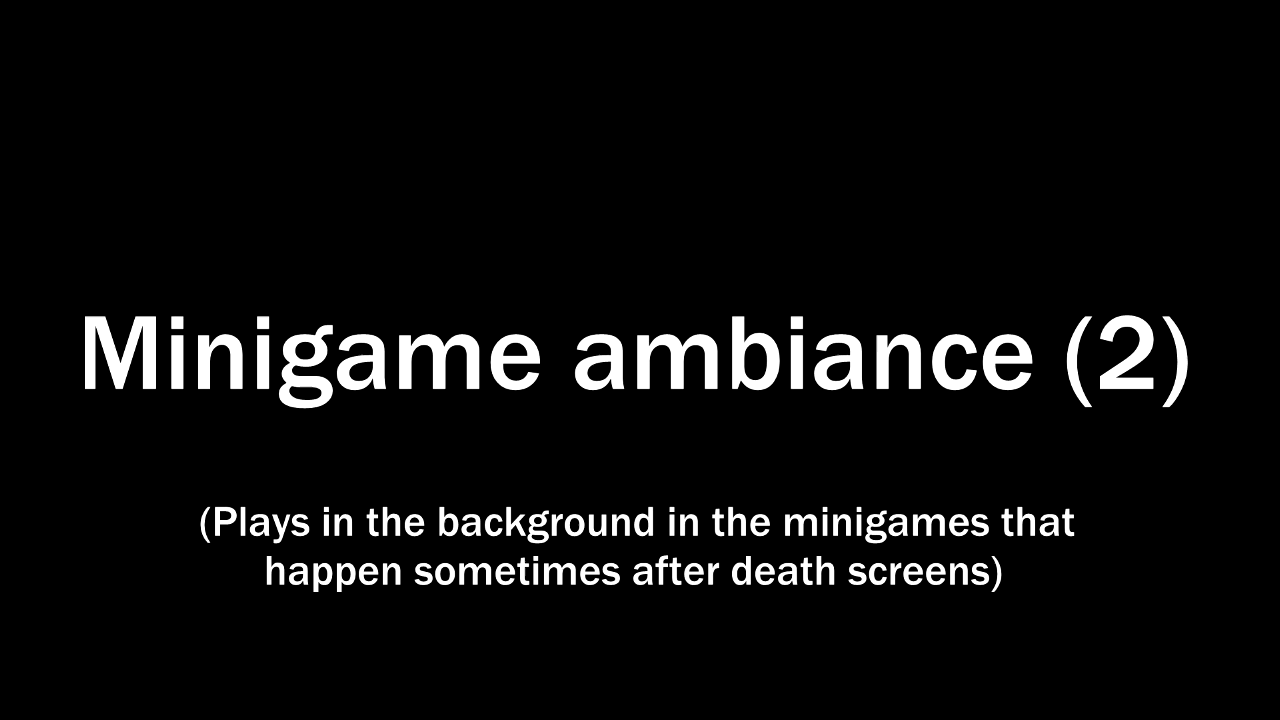 Minigame ambiance (2)
(Plays in the background in the minigames that
happen sometimes after death screens)